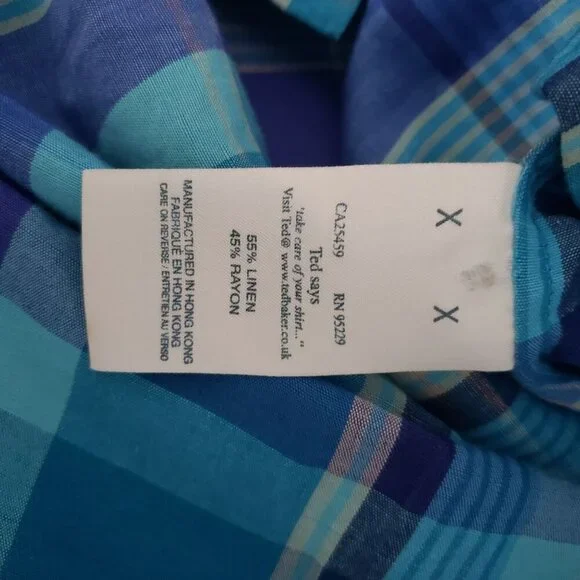 X X
CA25459 RN 95229
Ted says
'take care of your shirt..."
Visit Ted@ www.tedbaker.co.uk
55% LINEN
45% RAYON
MANUFACTURED IN HONG KONG
FABRIQUÉ EN HONG KONG
CARE ON REVERSE / ENTRETIEN AU VERSO